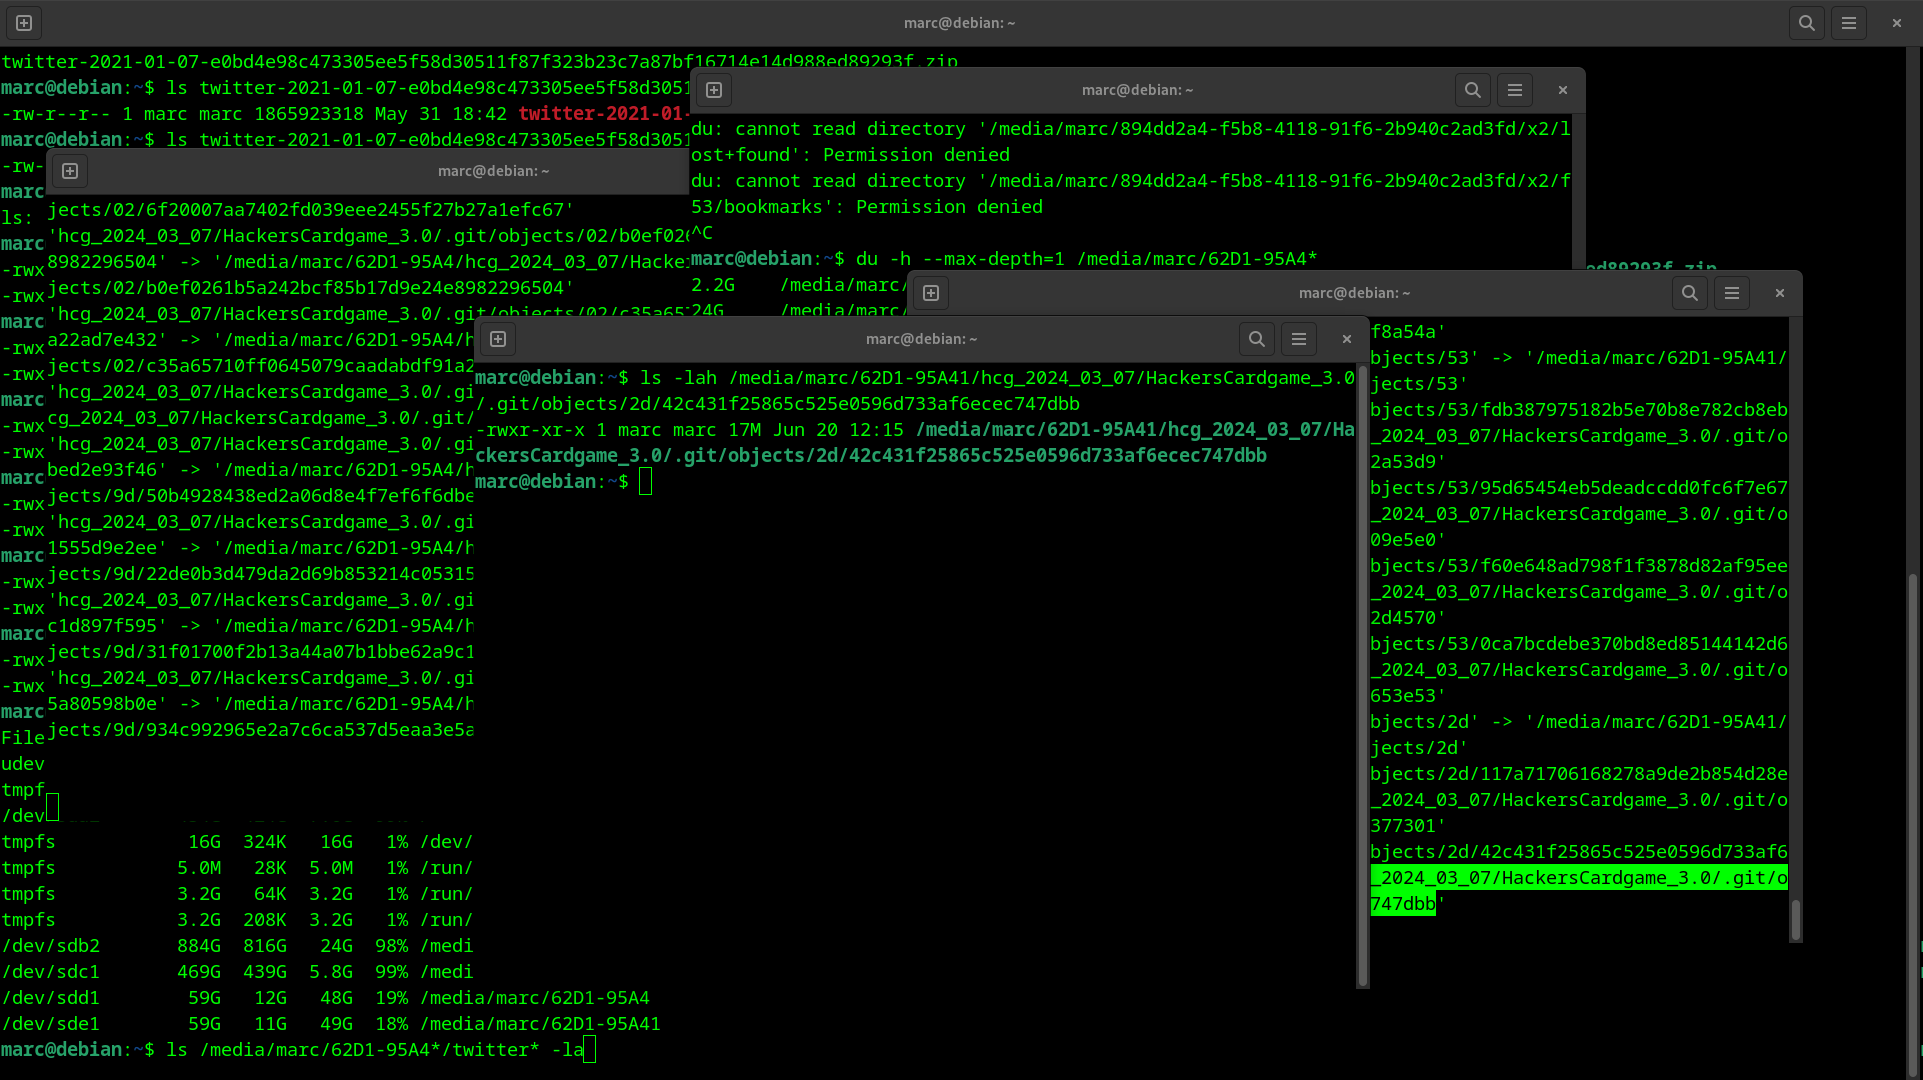 marc@debian: ~
twitter-2021-01-07-e0bd4e98c473305ee5f58d30511f87f323b23c7a87bf16714e14d988ed89293f.zip
marc@debian:~$ ls twitter-2021-01-07-e0bd4e98c473305ee5f58d3051
-rw-r--r-- 1 marc marc 1865923318 May 31 18:42 twitter-2021-01-
marc@debian:~$ ls twitter-2021-01-07-e0bd4e98c473305ee5f58d3051
-rw-
marc
ls:
marc
-rwx
-rwx
marc
-rwx
-rwx
marc
-rwx
-rwx
marc
-rwx
-rwx
marc
-rwx
-rwx
marc
-rwx
-rwx
marc
File
udev
tmpf
/dev
tmpfs 16G 324K 16G 1% /dev/
tmpfs 5.0M 28K 5.0M 1% /run/
tmpfs 3.2G 64K 3.2G 1% /run/
tmpfs 3.2G 208K 3.2G 1% /run/
/dev/sdb2 884G 816G 24G 98% /medi
/dev/sdc1 469G 439G 5.8G 99% /medi
/dev/sdd1 59G 12G 48G 19% /media/marc/62D1-95A4
/dev/sde1 59G 11G 49G 18% /media/marc/62D1-95A41
marc@debian:~$ ls /media/marc/62D1-95A4*/twitter* -la
marc@debian: ~
jects/02/6f20007aa7402fd039eee2455f27b27a1efc67'
'hcg_2024_03_07/HackersCardgame_3.0/.git/objects/02/b0ef026
8982296504' -> '/media/marc/62D1-95A4/hcg_2024_03_07/Hacke
jects/02/b0ef0261b5a242bcf85b17d9e24e8982296504'
'hcg_2024_03_07/HackersCardgame_3.0/.git/objects/02/c35a657
a22ad7e432' -> '/media/marc/62D1-95A4/h
jects/02/c35a65710ff0645079caadabdf91a2
'hcg_2024_03_07/HackersCardgame_3.0/.gi
cg_2024_03_07/HackersCardgame_3.0/.git/
'hcg_2024_03_07/HackersCardgame_3.0/.gi
bed2e93f46' -> '/media/marc/62D1-95A4/h
jects/9d/50b4928438ed2a06d8e4f7ef6f6dbe
'hcg_2024_03_07/HackersCardgame_3.0/.gi
1555d9e2ee' -> '/media/marc/62D1-95A4/h
jects/9d/22de0b3d479da2d69b853214c05315
'hcg_2024_03_07/HackersCardgame_3.0/.gi
c1d897f595' -> '/media/marc/62D1-95A4/h
jects/9d/31f01700f2b13a44a07b1bbe62a9c1
'hcg_2024_03_07/HackersCardgame_3.0/.gi
5a80598b0e' -> '/media/marc/62D1-95A4/h
jects/9d/934c992965e2a7c6ca537d5eaa3e5a
marc@debian: ~
du: cannot read directory '/media/marc/894dd2a4-f5b8-4118-91f6-2b940c2ad3fd/x2/l
ost+found': Permission denied
du: cannot read directory '/media/marc/894dd2a4-f5b8-4118-91f6-2b940c2ad3fd/x2/f
53/bookmarks': Permission denied
^C
marc@debian:~$ du -h --max-depth=1 /media/marc/62D1-95A4*
2.2G /media/marc/
24G /media/marc/
ed89293f.zip
marc@debian: ~
f8a54a'
bjects/53' -> '/media/marc/62D1-95A41/
jects/53'
bjects/53/fdb387975182b5e70b8e782cb8eb
_2024_03_07/HackersCardgame_3.0/.git/o
2a53d9'
bjects/53/95d65454eb5deadccdd0fc6f7e67
_2024_03_07/HackersCardgame_3.0/.git/o
09e5e0'
bjects/53/f60e648ad798f1f3878d82af95ee
_2024_03_07/HackersCardgame_3.0/.git/o
2d4570'
bjects/53/0ca7bcdebe370bd8ed85144142d6
_2024_03_07/HackersCardgame_3.0/.git/o
653e53'
bjects/2d' -> '/media/marc/62D1-95A41/
jects/2d'
bjects/2d/117a71706168278a9de2b854d28e
_2024_03_07/HackersCardgame_3.0/.git/o
377301'
bjects/2d/42c431f25865c525e0596d733af6
_2024_03_07/HackersCardgame_3.0/.git/o
747dbb'
marc@debian: ~
marc@debian:~$ ls -lah /media/marc/62D1-95A41/hcg_2024_03_07/HackersCardgame_3.0
/.git/objects/2d/42c431f25865c525e0596d733af6ecec747dbb
-rwxr-xr-x 1 marc marc 17M Jun 20 12:15 /media/marc/62D1-95A41/hcg_2024_03_07/Ha
ckersCardgame_3.0/.git/objects/2d/42c431f25865c525e0596d733af6ecec747dbb
marc@debian:~$